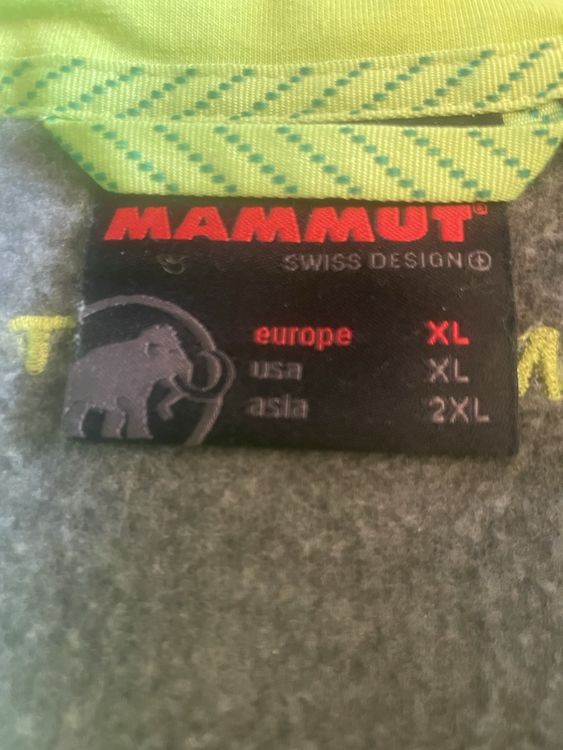 MAMMUT®
SWISS DESIGN
europe XL
usa XL
asia 2XL